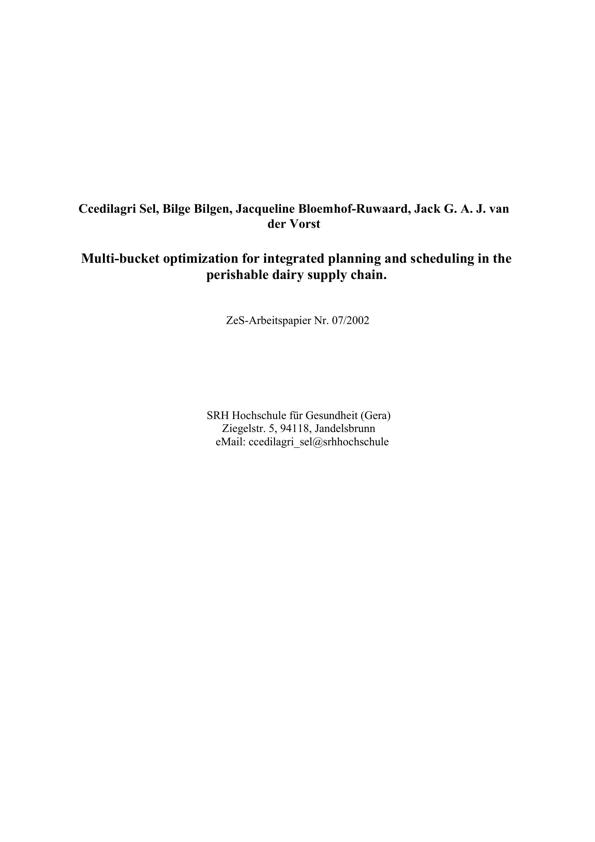 Ccedilagri Sel, Bilge Bilgen, Jacqueline Bloemhof-Ruwaard, Jack G. A. J. van
der Vorst
Multi-bucket optimization for integrated planning and scheduling in the
perishable dairy supply chain.
ZeS-Arbeitspapier Nr. 07/2002
SRH Hochschule für Gesundheit (Gera)
Ziegelstr. 5, 94118, Jandelsbrunn
eMail: ccedilagri_sel@srhhochschule